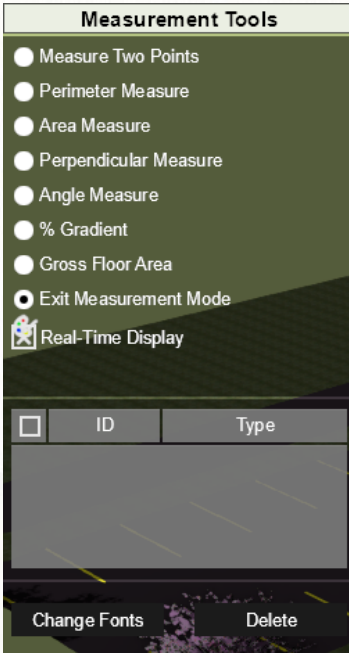 Measurement Tools
Measure Two Points
Perimeter Measure
Area Measure
Perpendicular Measure
Angle Measure
% Gradient
Gross Floor Area
Exit Measurement Mode
Real-Time Display
ID Type
Change Fonts Delete